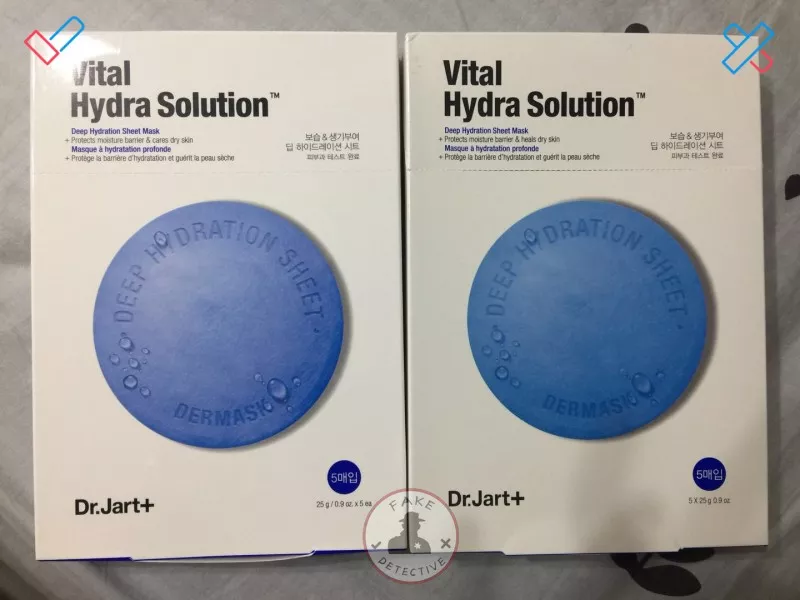 Vital
Hydra Solution™
Deep Hydration Sheet Mask
+ Protects moisture barrier & cares dry skin
Masque à hydratation profonde
+ Protège la barrière d'hydratation et guérit la peau sèche
보습 & 생기부여
딥 하이드레이션 시트
피부과 테스트 완료
DEEP HYDRATION SHEET
DERMASK
5매입
Dr.Jart+
25 g / 0.9 oz. x 5 ea
Vital
Hydra Solution™
Deep Hydration Sheet Mask
+ Protects moisture barrier & heals dry skin
Masque à hydratation profonde
+ Protège la barrière d'hydratation et guérit la peau sèche
보습 & 생기부여
딥 하이드레이션 시트
피부과 테스트 완료
DEEP HYDRATION SHEET
DERMASK
5매입
Dr.Jart+
5 X 25g 0.9 oz
FAKE
DETECTIVE